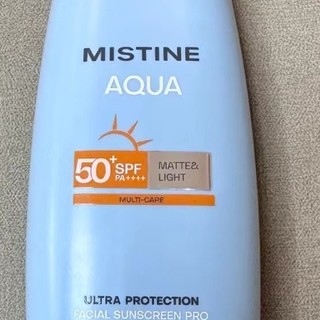 MISTINE
AQUA
50+ SPF
PA++++
MATTE&
LIGHT
MULTI-CARE
ULTRA PROTECTION
FACIAL SUNSCREEN PRO